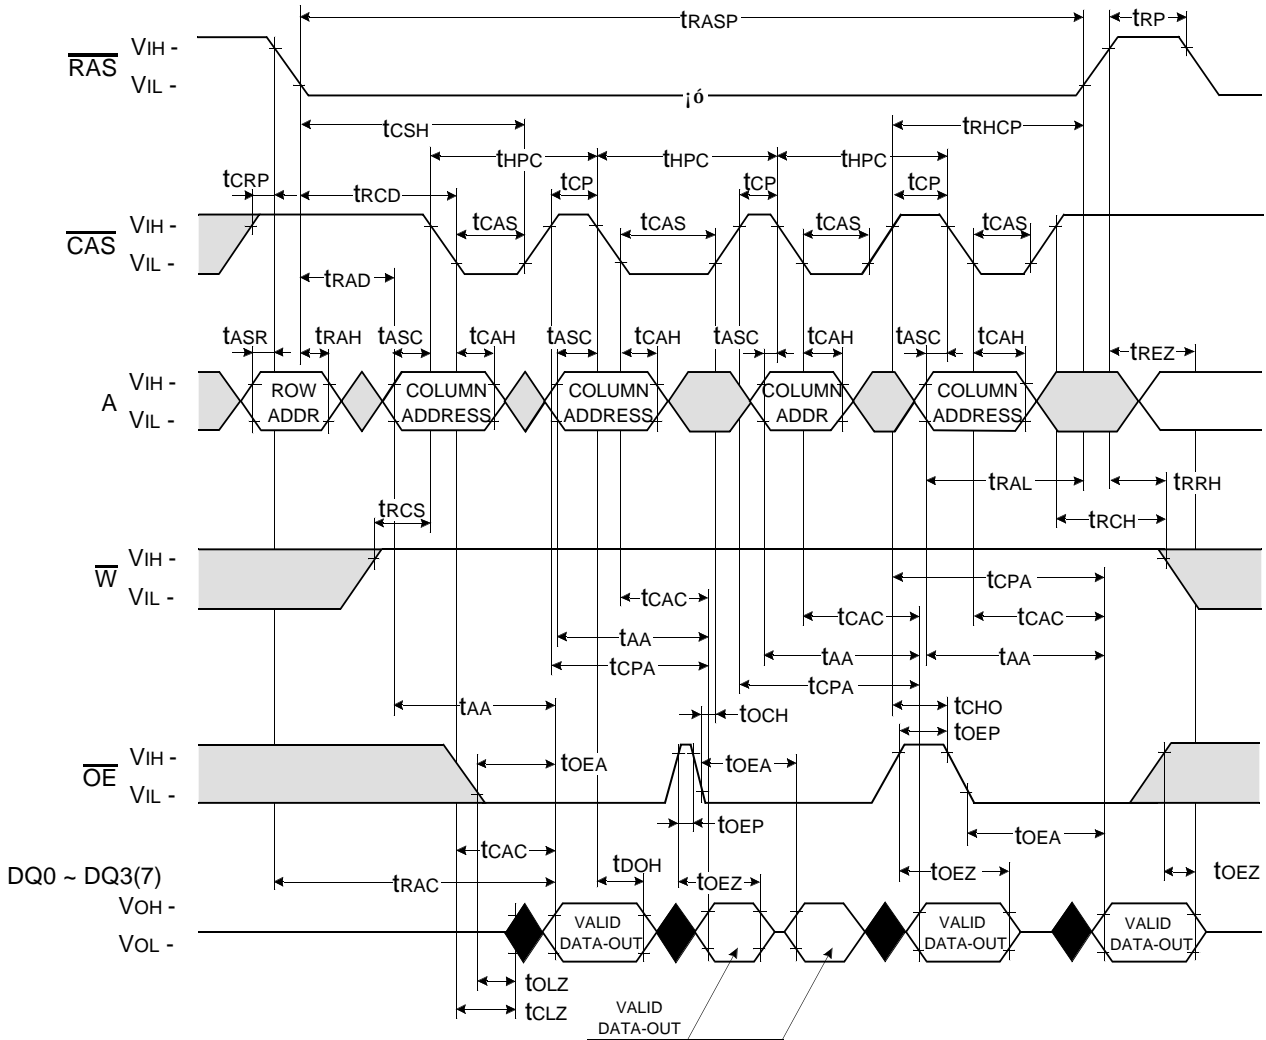 tRASP
tRP
RAS
VIH -
VIL -
¡ó
tCSH
tRHCP
tHPC
tHPC
tHPC
tCRP
tRCD
tCP
tCP
tCP
CAS
VIH -
VIL -
tCAS
tCAS
tCAS
tCAS
tRAD
tASR
tRAH
tASC
tCAH
tASC
tCAH
tASC
tCAH
tASC
tCAH
tREZ
A
VIH -
VIL -
ROW
ADDR
COLUMN
ADDRESS
COLUMN
ADDRESS
COLUMN
ADDR
COLUMN
ADDRESS
tRAL
tRRH
tRCS
tRCH
W
VIH -
VIL -
tCPA
tCAC
tCAC
tCAC
tAA
tAA
tAA
tCPA
tCPA
tAA
tOCH
tCHO
tOEP
OE
VIH -
VIL -
tOEA
tOEA
tOEP
tOEA
tCAC
tDOH
DQ0 ~ DQ3(7)
tRAC
tOEZ
tOEZ
tOEZ
VOH -
VOL -
VALID
DATA-OUT
VALID
DATA-OUT
VALID
DATA-OUT
tOLZ
tCLZ
VALID
DATA-OUT